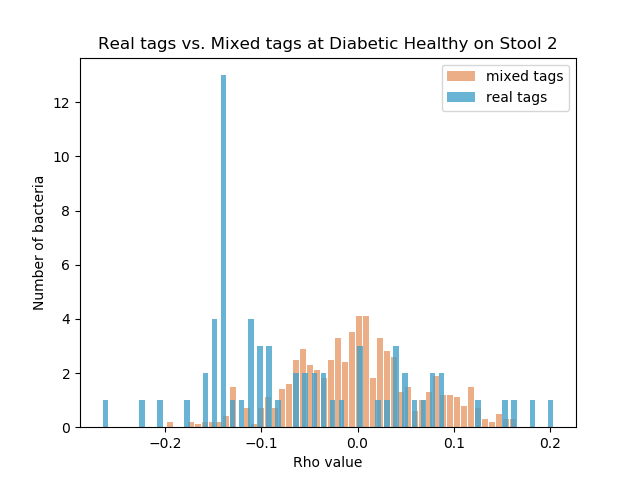 Real tags vs. Mixed tags at Diabetic Healthy on Stool 2
mixed tags
real tags
Number of bacteria
12
10
8
6
4
2
0
−0.2 −0.1 0.0 0.1 0.2
Rho value